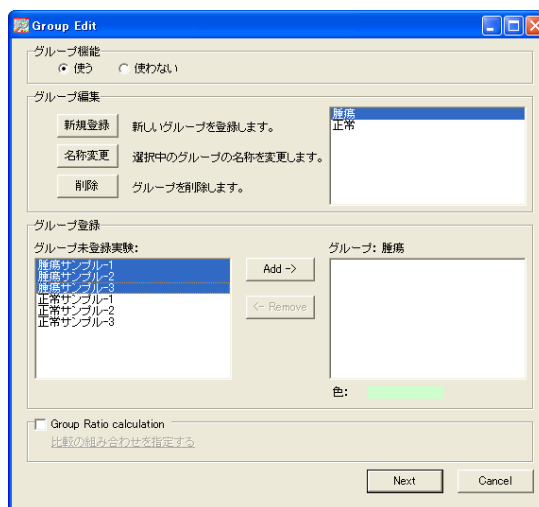 Group Edit
グループ機能
使う 使わない
グループ編集
新規登録 新しいグループを登録します。
名称変更 選択中のグループの名称を変更します。
削除 グループを削除します。
腫瘍
正常
グループ登録
グループ未登録実験:
腫瘍サンプル-1
腫瘍サンプル-2
腫瘍サンプル-3
正常サンプル-1
正常サンプル-2
正常サンプル-3
Add ->
<- Remove
グループ: 腫瘍
色:
Group Ratio calculation
比較の組み合わせを指定する
Next Cancel